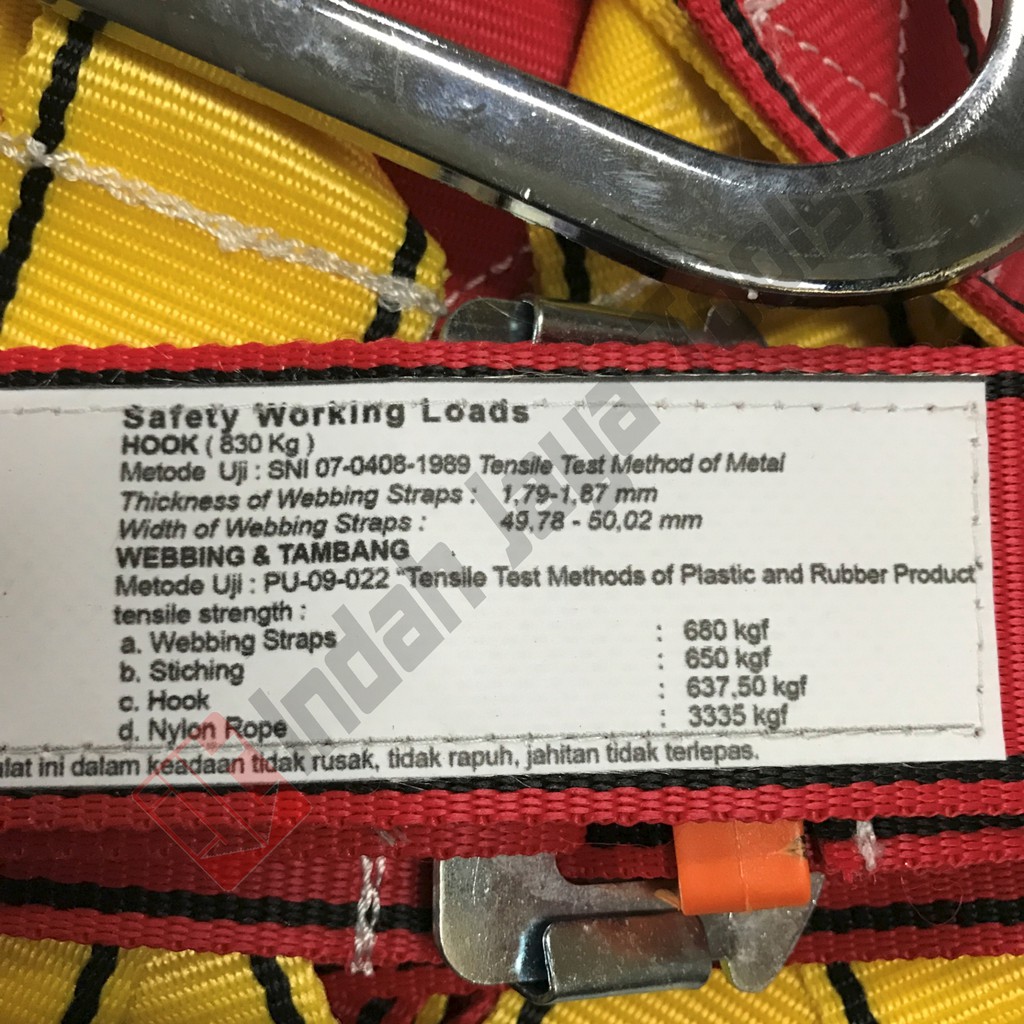 Safety Working Loads
HOOK ( 830 Kg )
Metode Uji : SNI 07-0408-1989 Tensile Test Method of Metal
Thickness of Webbing Straps : 1,79-1,87 mm
Width of Webbing Straps : 49,78 - 50,02 mm
WEBBING & TAMBANG
Metode Uji : PU-09-022 "Tensile Test Methods of Plastic and Rubber Product"
tensile strength :
a. Webbing Straps : 680 kgf
b. Stiching : 650 kgf
c. Hook : 637,50 kgf
d. Nylon Rope : 3335 kgf
ini dalam keadaan tidak rusak, tidak rapuh, jahitan tidak terlepas.
Indan Jaya Tools